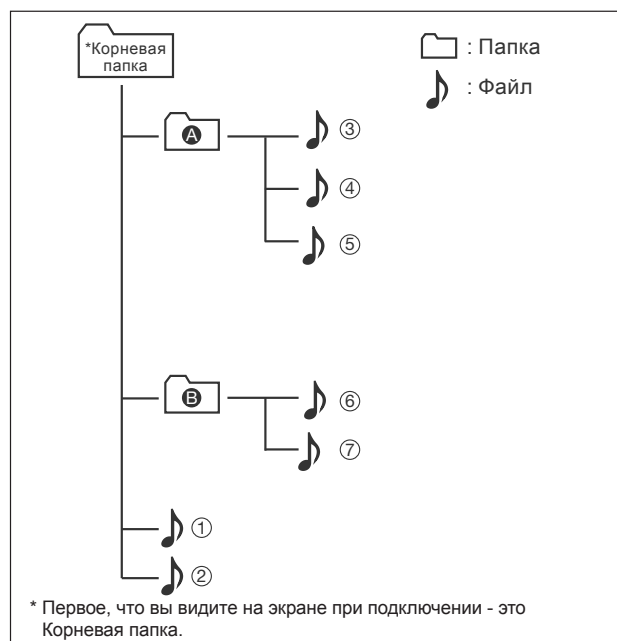 *Корневая
папка
: Папка
: Файл
A
③
④
⑤
B
⑥
⑦
①
②
* Первое, что вы видите на экране при подключении - это
Корневая папка.